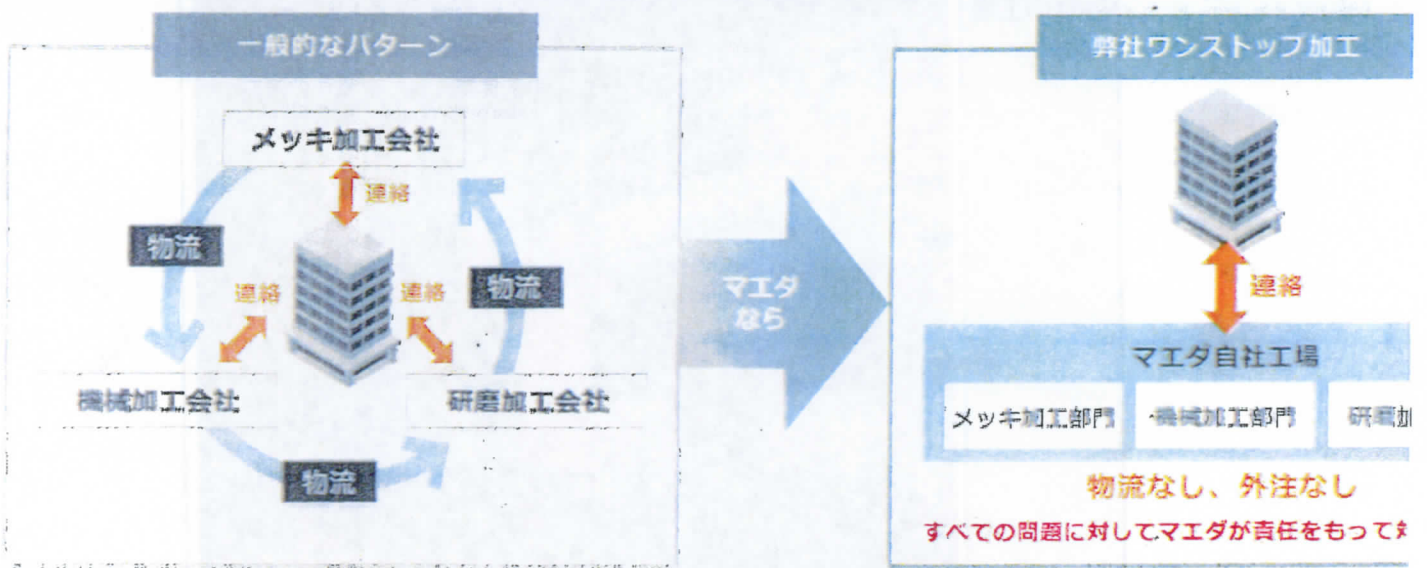 一般的なパターン
メッキ加工会社
連絡
物流
物流
連絡
連絡
機械加工会社
研磨加工会社
物流
マエダ
なら
弊社ワンストップ加工
連絡
マエダ自社工場
メッキ加工部門
機械加工部門
研磨加
物流なし、外注なし
すべての問題に対してマエダが責任をもって